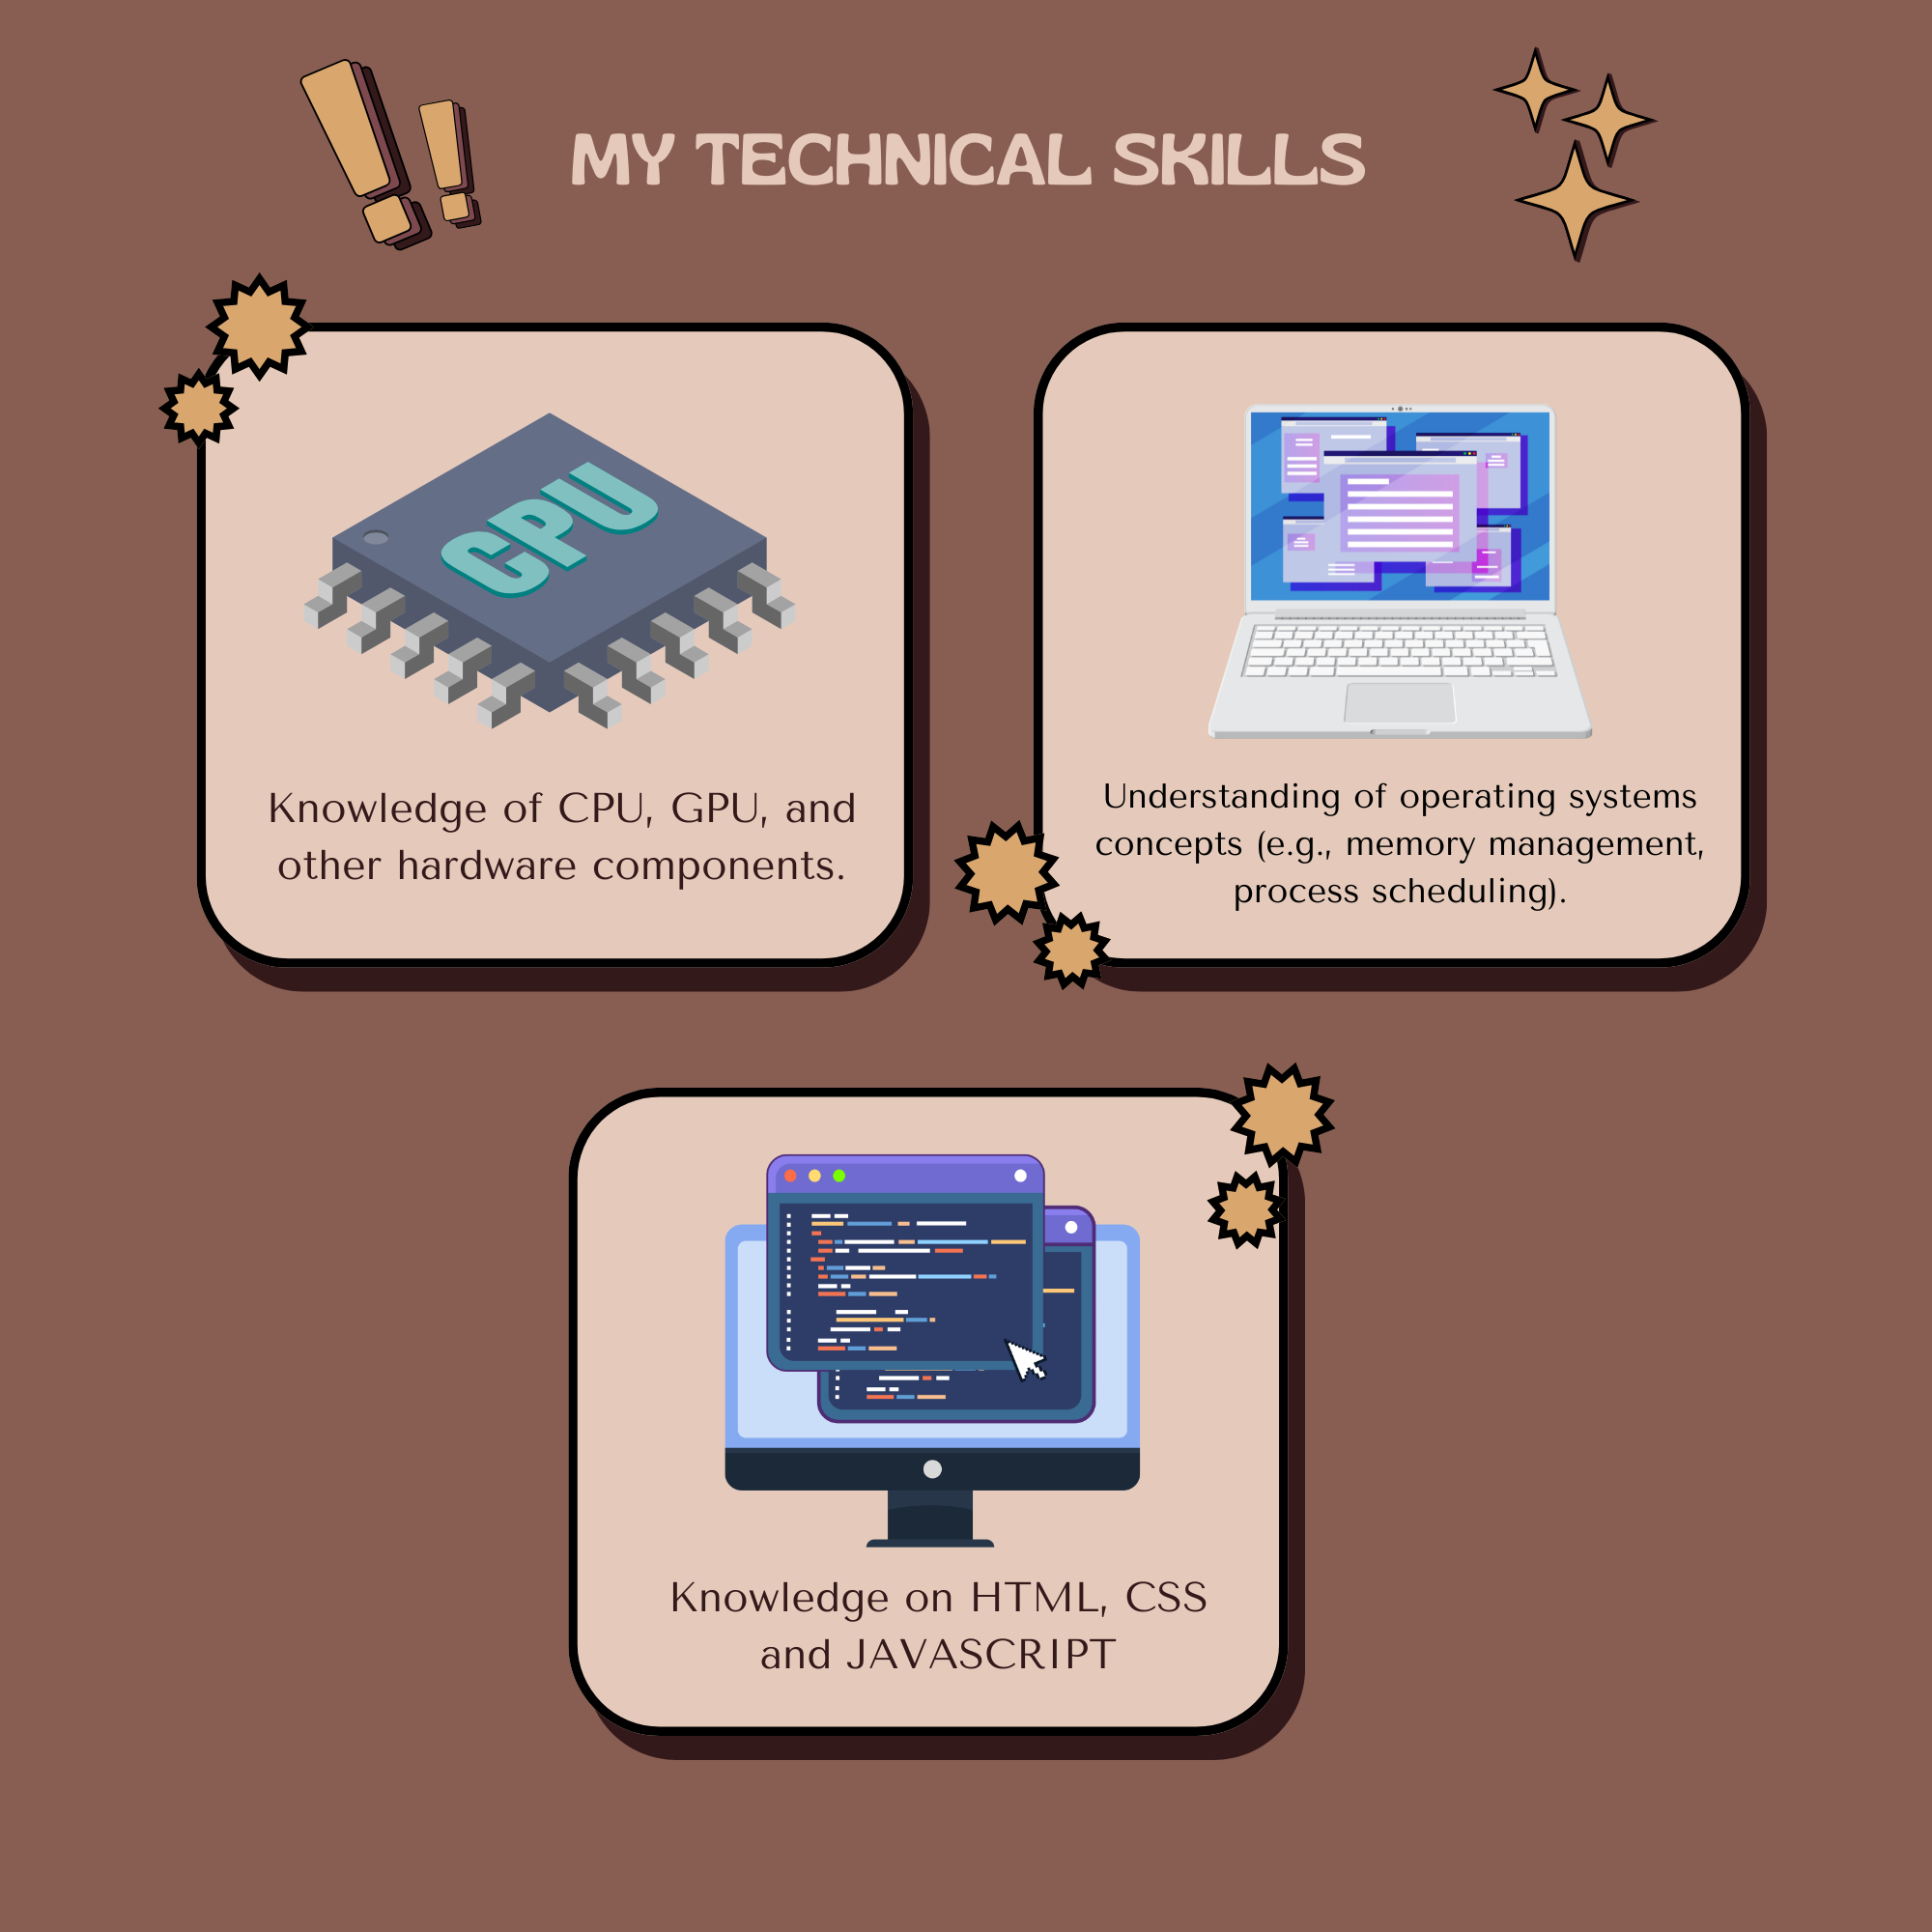 MY TECHNICAL SKILLS
CPU
Knowledge of CPU, GPU, and
other hardware components.
Understanding of operating systems
concepts (e.g., memory management,
process scheduling).
Knowledge on HTML, CSS
and JAVASCRIPT